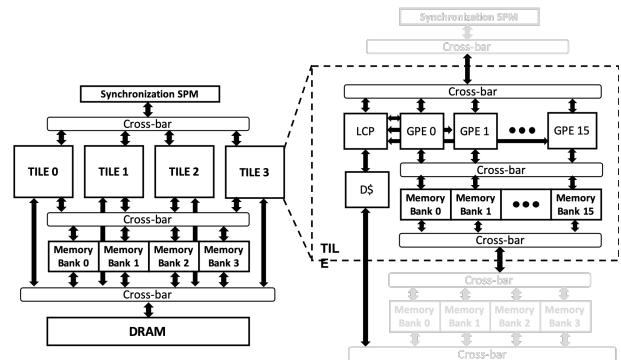 Synchronization SPM
Cross-bar
TILE 0
TILE 1
TILE 2
TILE 3
Cross-bar
Memory Bank 0
Memory Bank 1
Memory Bank 2
Memory Bank 3
Cross-bar
DRAM
Synchronization SPM
Cross-bar
Cross-bar
LCP
GPE 0
GPE 1
GPE 15
Cross-bar
D$
Memory Bank 0
Memory Bank 1
Memory Bank 15
Cross-bar
TIL
E
Cross-bar
Memory Bank 0
Memory Bank 1
Memory Bank 2
Memory Bank 3
Cross-bar